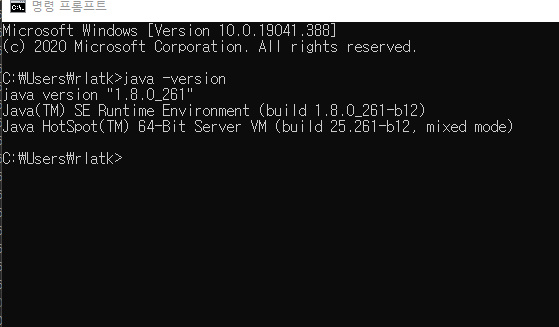 명령 프롬프트
Microsoft Windows [Version 10.0.19041.388]
(c) 2020 Microsoft Corporation. All rights reserved.
C:₩Users₩rlatk>java -version
java version "1.8.0_261"
Java(TM) SE Runtime Environment (build 1.8.0_261-b12)
Java HotSpot(TM) 64-Bit Server VM (build 25.261-b12, mixed mode)
C:₩Users₩rlatk>